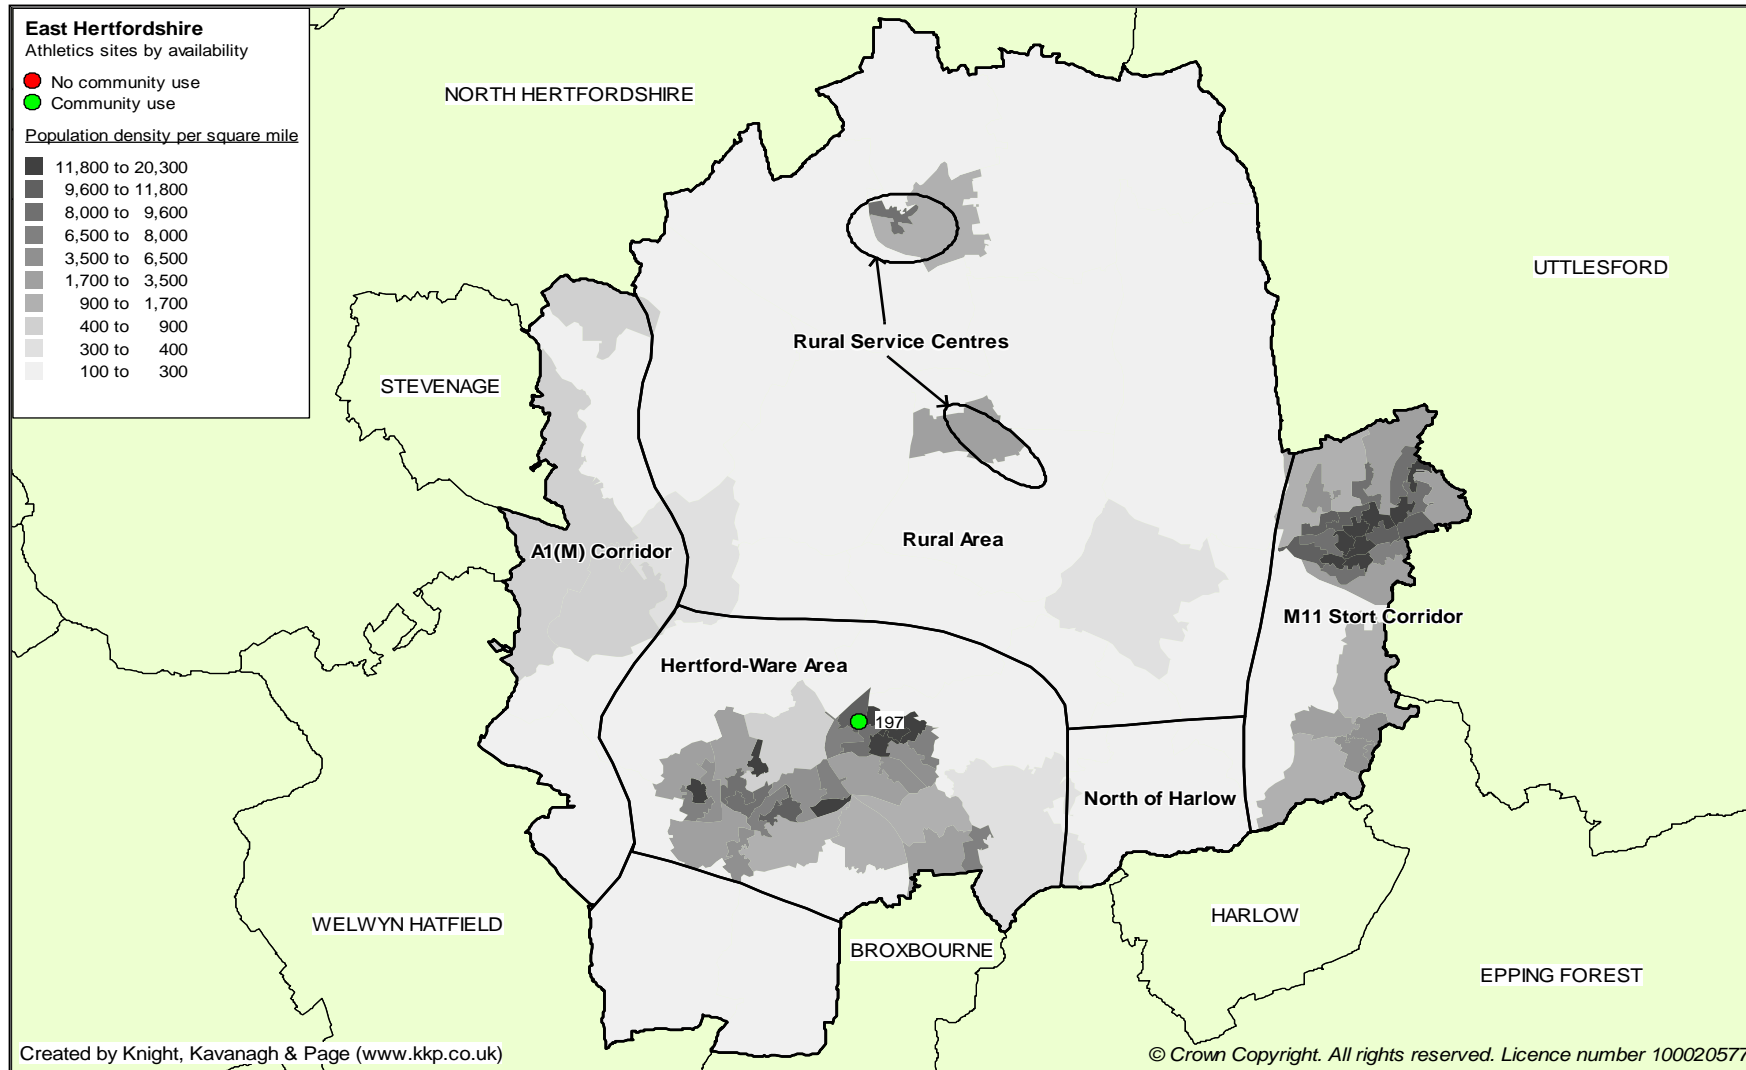 East Hertfordshire
Athletics sites by availability
No community use
Community use
Population density per square mile
11,800 to 20,300
9,600 to 11,800
8,000 to 9,600
6,500 to 8,000
3,500 to 6,500
1,700 to 3,500
900 to 1,700
400 to 900
300 to 400
100 to 300
NORTH HERTFORDSHIRE
UTTLESFORD
Rural Service Centres
STEVENAGE
Rural Area
A1(M) Corridor
M11 Stort Corridor
Hertford-Ware Area
197
North of Harlow
HARLOW
WELWYN HATFIELD
BROXBOURNE
EPPING FOREST
Created by Knight, Kavanagh & Page (www.kkp.co.uk)
© Crown Copyright. All rights reserved. Licence number 100020577